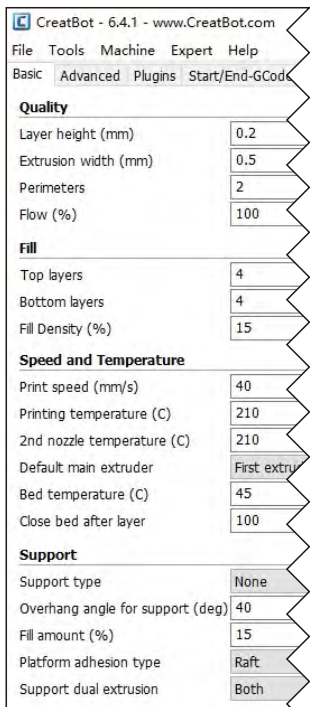 CreatBot - 6.4.1 - www.CreatBot.com
File Tools Machine Expert Help
Basic Advanced Plugins Start/End-GCode
Quality
Layer height (mm) 0.2
Extrusion width (mm) 0.5
Perimeters 2
Flow (%) 100
Fill
Top layers 4
Bottom layers 4
Fill Density (%) 15
Speed and Temperature
Print speed (mm/s) 40
Printing temperature (C) 210
2nd nozzle temperature (C) 210
Default main extruder First extru
Bed temperature (C) 45
Close bed after layer 100
Support
Support type None
Overhang angle for support (deg) 40
Fill amount (%) 15
Platform adhesion type Raft
Support dual extrusion Both